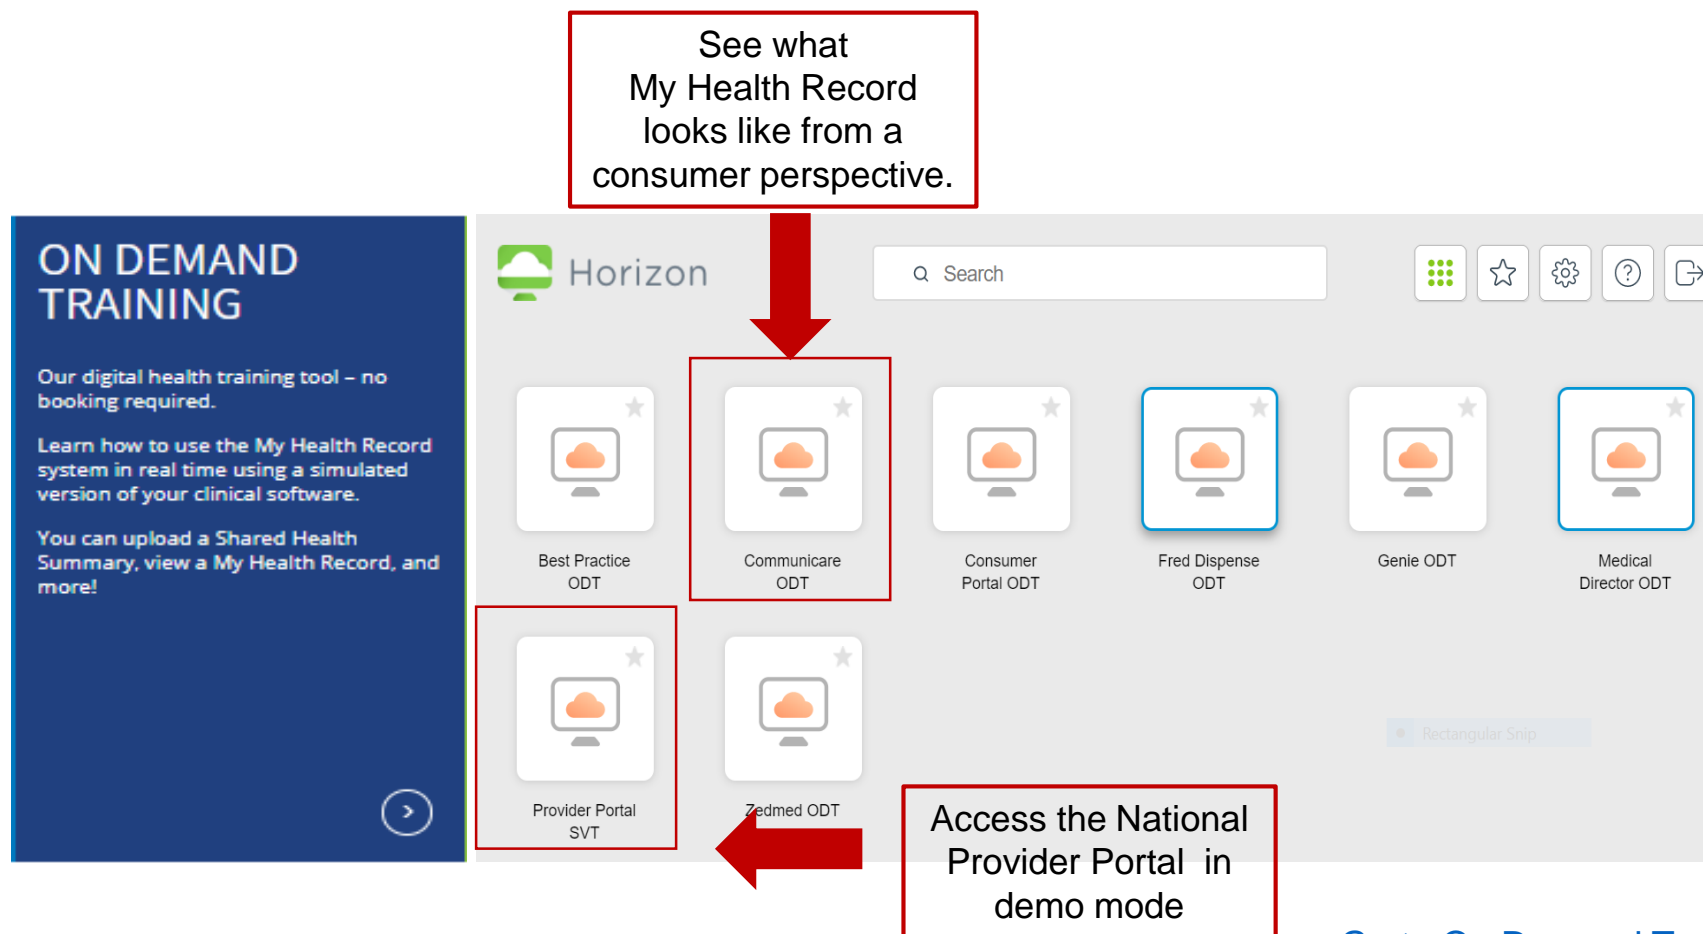 See what
My Health Record
looks like from a
consumer perspective.
ON DEMAND
TRAINING
Our digital health training tool – no
booking required.
Learn how to use the My Health Record
system in real time using a simulated
version of your clinical software.
You can upload a Shared Health
Summary, view a My Health Record, and
more!
Horizon
Search
Best Practice
ODT
Communicare
ODT
Consumer
Portal ODT
Fred Dispense
ODT
Genie ODT
Medical
Director ODT
Provider Portal
SVT
Zedmed ODT
Rectangular Snip
Access the National
Provider Portal in
demo mode